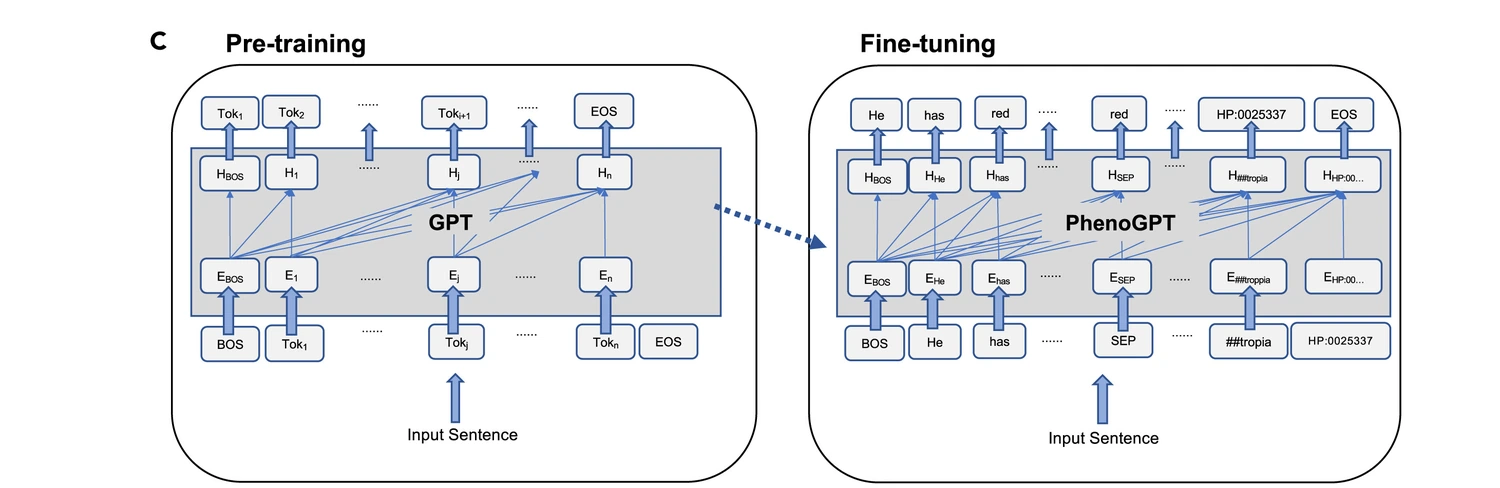 C Pre-training Fine-tuning
Tok1 Tok2 ...... Toki+1 ...... EOS
HBOS H1 ...... Hj ...... Hn
GPT
EBOS E1 ...... Ej ...... En
BOS Tok1 ...... Tokj ...... Tokn EOS
Input Sentence
He has red ..... red ...... HP:0025337 EOS
HBOS HHe Hhas ...... HSEP ...... H##tropia HHP:00...
PhenoGPT
EBOS EHe Ehas ...... ESEP ...... E##troppia EHP:00...
BOS He has ...... SEP ...... ##tropia HP:0025337
Input Sentence